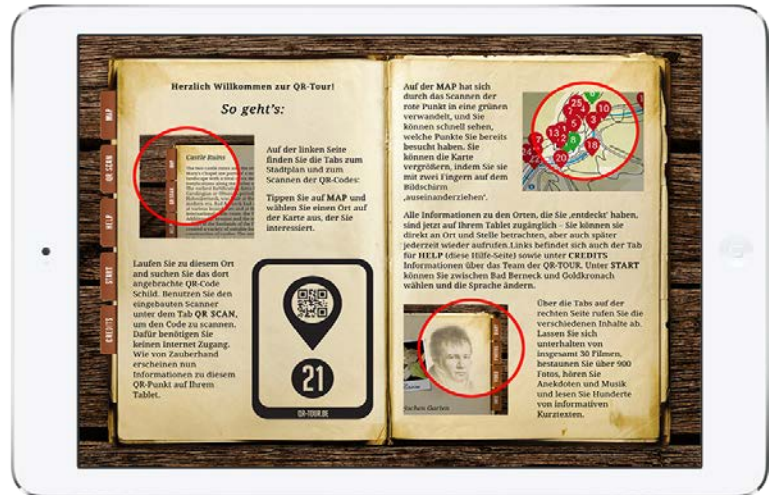 MAP
QR SCAN
HELP
START
CREDITS
Herzlich Willkommen zur QR-Tour!
So geht's:
Castle Ruins
Auf der linken Seite
finden Sie die Tabs zum
Stadtplan und zum
Scannen der QR-Codes:
Tippen Sie auf MAP und
wählen Sie einen Ort auf
der Karte aus, der Sie
interessiert.
Laufen Sie zu diesem Ort
und suchen Sie das dort
angebrachte QR-Code
Schild. Benutzen Sie den
eingebauten Scanner
unter dem Tab QR SCAN,
um den Code zu scannen.
Dafür benötigen Sie
keinen Internet Zugang.
Wie von Zauberhand
erscheinen nun
Informationen zu diesem
QR-Punkt auf Ihrem
Tablet.
21
QR-TOUR.DE
Auf der MAP hat sich
durch das Scannen der
rote Punkt in eine grünen
verwandelt, und Sie
können schnell sehen,
welche Punkte Sie bereits
besucht haben. Sie
können die Karte
vergrößern, indem Sie sie
mit zwei Fingern auf dem
Bildschirm
‚auseinanderziehen'.
25
10
3
13
18
20
Alle Informationen zu den Orten, die Sie ‚entdeckt' haben,
sind jetzt auf Ihrem Tablet zugänglich – Sie können sie
direkt an Ort und Stelle betrachten, aber auch später
jederzeit wieder aufrufen.Links befindet sich auch der Tab
für HELP (diese Hilfe-Seite) sowie unter CREDITS
Informationen über das Team der QR-TOUR. Unter START
können Sie zwischen Bad Berneck und Goldkronach
wählen und die Sprache ändern.
Über die Tabs auf der
rechten Seite rufen Sie die
verschiedenen Inhalte ab.
Lassen Sie sich
unterhalten von
insgesamt 30 Filmen,
bestaunen Sie über 900
Fotos, hören Sie
Anekdoten und Musik
und lesen Sie Hunderte
von informativen
Kurztexten.
Jochen Garten